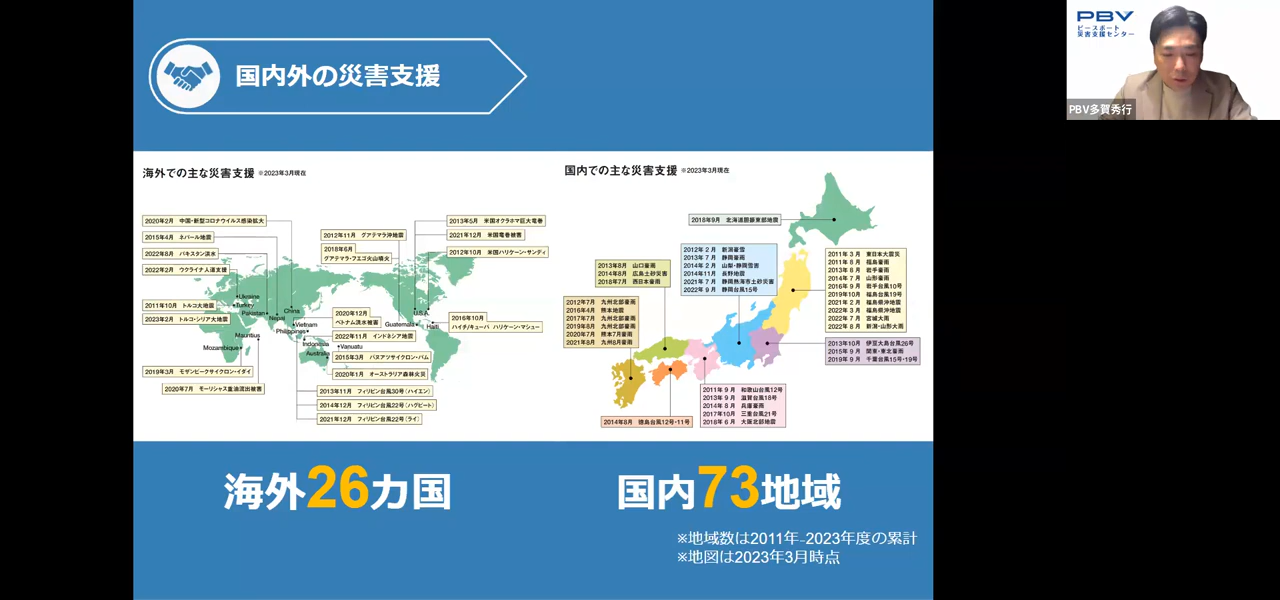 国内外の災害支援
海外での主な災害支援 ※2023年3月現在
2020年2月 中国・新型コロナウイルス感染拡大
2015年4月 ネパール地震
2022年8月 パキスタン洪水
2022年2月 ウクライナ人道支援
2011年10月 トルコ大地震
2023年2月 トルコ・シリア大地震
2019年3月 モザンビークサイクロン・イダイ
2020年7月 モーリシャス重油流出被害
2012年11月 グアテマラ沖地震
2018年6月
グアテマラ・フエゴ火山噴火
2013年5月 米国オクラホマ巨大竜巻
2021年12月 米国竜巻被害
2012年10月 米国ハリケーン・サンディ
2016年10月
ハイチ/キューバ ハリケーン・マシュー
2020年12月
ベトナム洪水被害
2022年11月 インドネシア地震
2015年3月 バヌアツサイクロン・パム
2020年1月 オーストラリア森林火災
2013年11月 フィリピン台風30号(ハイエン)
2014年12月 フィリピン台風22号(ハグピート)
2021年12月 フィリピン台風22号(ライ)
Ukraine
Turkey
Pakistan
Nepal
China
Vietnam
Philippines
Indonesia
Australia
Vanuatu
Mauritius
Mozambique
Guatemala
U.S.A.
Haiti
国内での主な災害支援 ※2023年3月現在
2018年9月 北海道胆振東部地震
2012年2月 新潟豪雪
2013年7月 静岡豪雨
2014年2月 山梨・静岡雪害
2014年11月 長野地震
2021年7月 静岡熱海市土砂災害
2022年9月 静岡台風15号
2013年8月 山口豪雨
2014年8月 広島土砂災害
2018年7月 西日本豪雨
2012年7月 九州北部豪雨
2016年4月 熊本地震
2017年7月 九州北部豪雨
2019年8月 九州北部豪雨
2020年7月 熊本7月豪雨
2021年8月 九州8月豪雨
2011年3月 東日本大震災
2011年8月 福島豪雨
2013年8月 岩手豪雨
2014年7月 山形豪雨
2016年9月 岩手台風10号
2019年10月 福島台風19号
2021年2月 福島県沖地震
2022年3月 福島県沖地震
2022年7月 宮城大雨
2022年8月 新潟・山形大雨
2013年10月 伊豆大島台風26号
2015年9月 関東・東北豪雨
2019年9月 千葉台風15号・19号
2011年9月 和歌山台風12号
2013年9月 滋賀台風18号
2014年8月 兵庫豪雨
2017年10月 三重台風21号
2018年6月 大阪北部地震
2014年8月 徳島台風12号・11号
海外26カ国
国内73地域
※地域数は2011年-2023年度の累計
※地図は2023年3月時点
PBV
ピースボート
災害支援センター
PBV多賀秀行